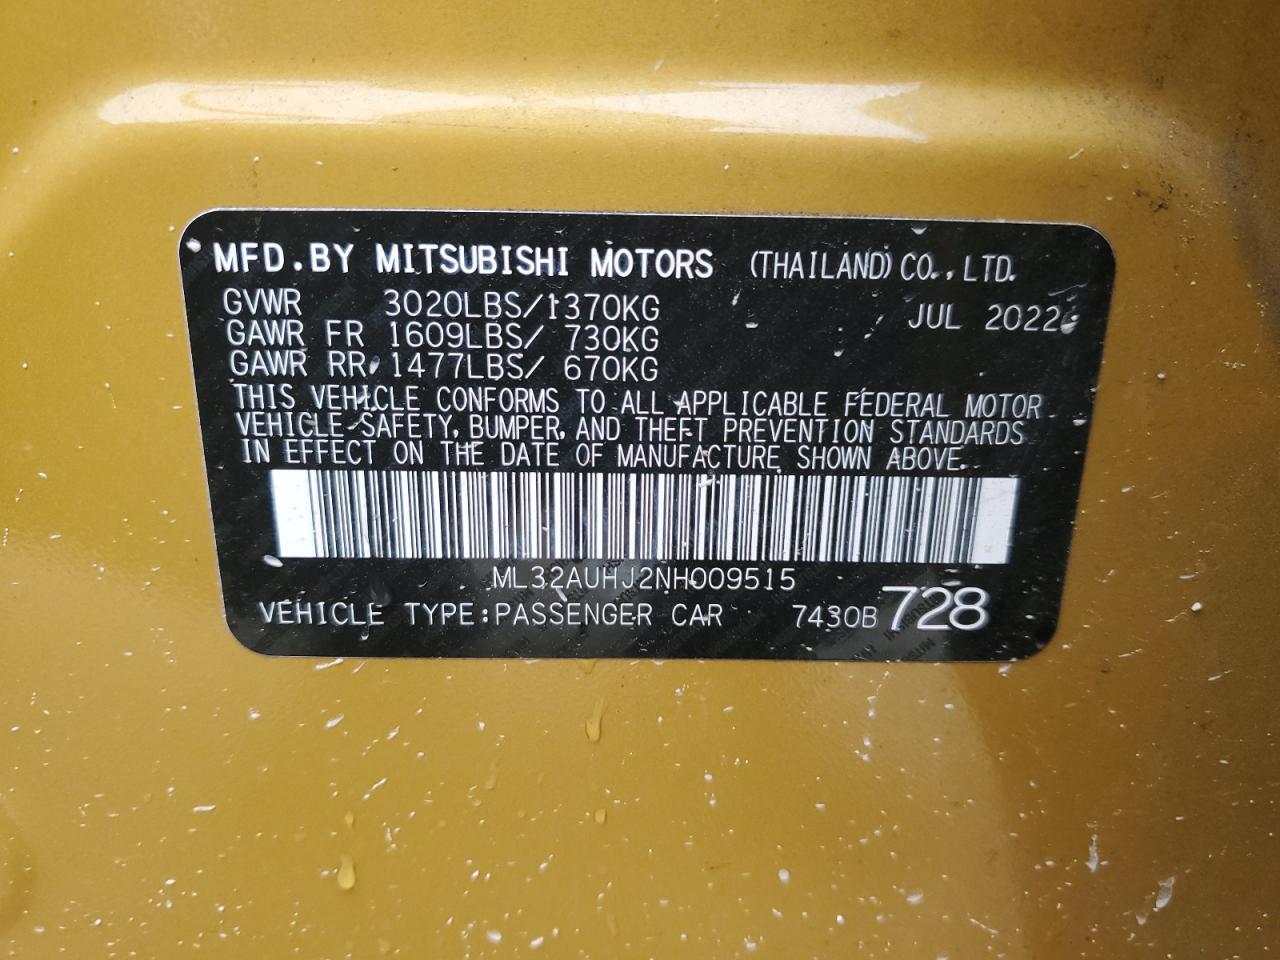 MFD.BY MITSUBISHI MOTORS (THAILAND) CO., LTD.
GVWR 3020LBS/1370KG JUL 2022
GAWR FR 1609LBS/ 730KG
GAWR RR 1477LBS/ 670KG
THIS VEHICLE CONFORMS TO ALL APPLICABLE FEDERAL MOTOR
VEHICLE SAFETY, BUMPER, AND THEFT PREVENTION STANDARDS
IN EFFECT ON THE DATE OF MANUFACTURE SHOWN ABOVE.
ML32AUHJ2NH009515
VEHICLE TYPE:PASSENGER CAR 7430B 728